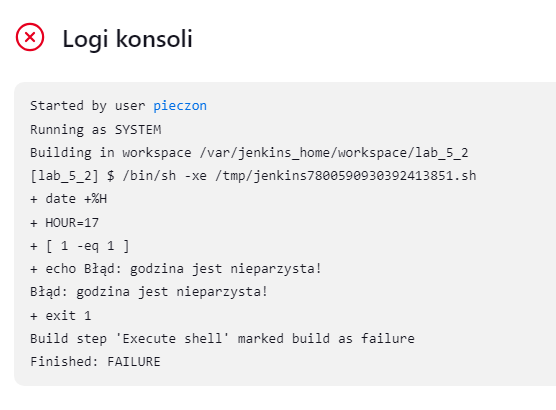 Logi konsoli
Started by user pieczon
Running as SYSTEM
Building in workspace /var/jenkins_home/workspace/lab_5_2
[lab_5_2] $ /bin/sh -xe /tmp/jenkins7800590930392413851.sh
+ date +%H
+ HOUR=17
+ [ 1 -eq 1 ]
+ echo Błąd: godzina jest nieparzysta!
Błąd: godzina jest nieparzysta!
+ exit 1
Build step 'Execute shell' marked build as failure
Finished: FAILURE